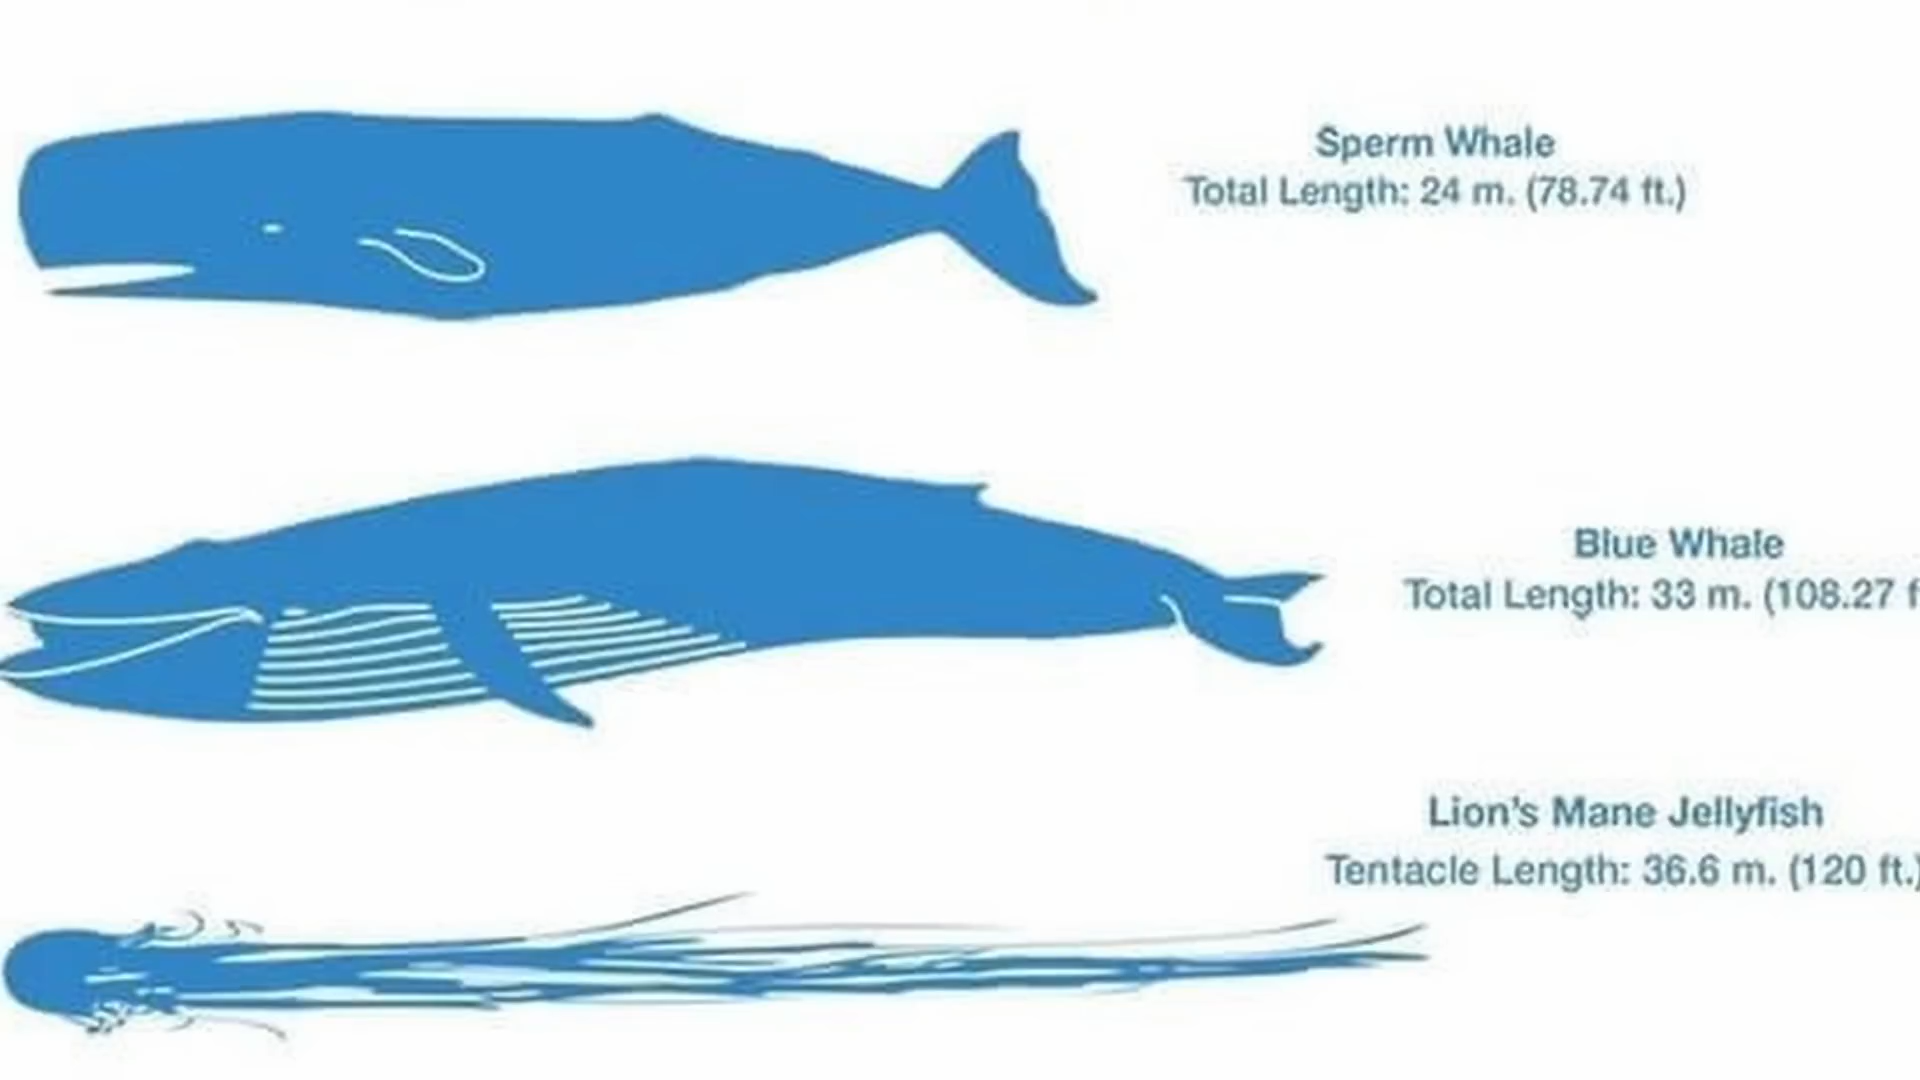 Sperm Whale
Total Length: 24 m. (78.74 ft.)
Blue Whale
Total Length: 33 m. (108.27 f
Lion's Mane Jellyfish
Tentacle Length: 36.6 m. (120 ft.)